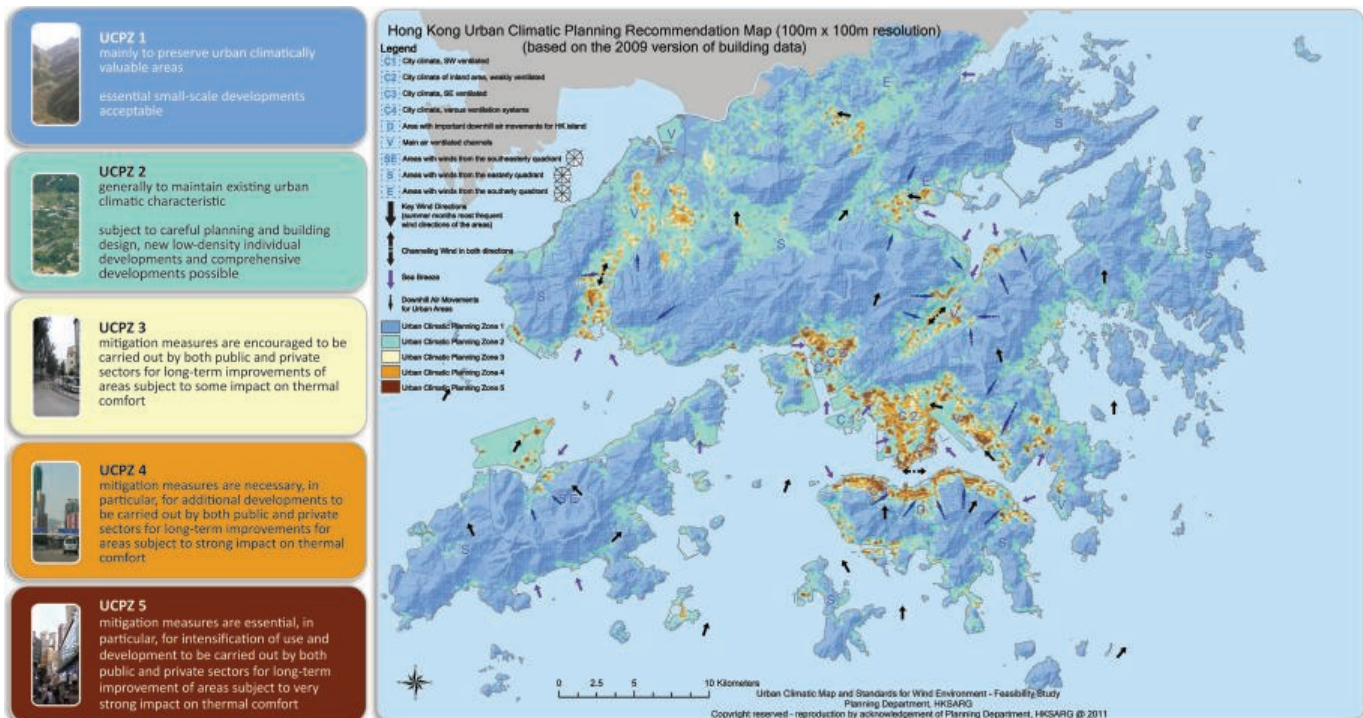 UCPZ 1
mainly to preserve urban climatically
valuable areas
essential small-scale developments
acceptable
UCPZ 2
generally to maintain existing urban
climatic characteristic
subject to careful planning and building
design, new low-density individual
developments and comprehensive
developments possible
UCPZ 3
mitigation measures are encouraged to be
carried out by both public and private
sectors for long-term improvements of
areas subject to some impact on thermal
comfort
UCPZ 4
mitigation measures are necessary, in
particular, for additional developments to
be carried out by both public and private
sectors for long-term improvements for
areas subject to strong impact on thermal
comfort
UCPZ 5
mitigation measures are essential, in
particular, for intensification of use and
development to be carried out by both
public and private sectors for long-term
improvement of areas subject to very
strong impact on thermal comfort
Hong Kong Urban Climatic Planning Recommendation Map (100m x 100m resolution)
(based on the 2009 version of building data)
Legend
C1 City climate, SW ventilated
C2 City climate of inland area, weakly ventilated
C3 City climate, SE ventilated
C4 City climate, various ventilation systems
D Area with important downhill air movements for HK island
V Main air ventilated channels
SE Areas with winds from the southeasterly quadrant
S Areas with winds from the easterly quadrant
E Areas with winds from the southerly quadrant
Key Wind Directions
(summer months most frequent
wind directions of the areas)
Channeling Wind in both directions
Sea Breeze
Downhill Air Movements
for Urban Areas
Urban Climatic Planning Zone 1
Urban Climatic Planning Zone 2
Urban Climatic Planning Zone 3
Urban Climatic Planning Zone 4
Urban Climatic Planning Zone 5
E
S
V
E
V
S
S
S
V
C1
C2
SE
S
D
S
V
S
0 2.5 5 10 Kilometers
Urban Climatic Map and Standards for Wind Environment - Feasibility Study
Planning Department, HKSARG
Copyright reserved - reproduction by acknowledgement of Planning Department, HKSARG @ 2011